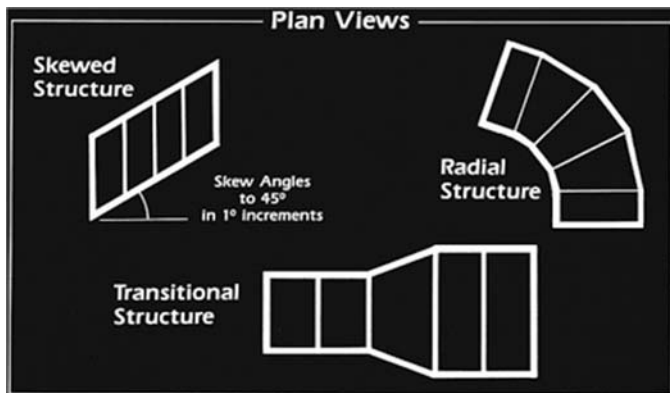 Plan Views
Skewed
Structure
Skew Angles
to 45º
in 1º increments
Radial
Structure
Transitional
Structure